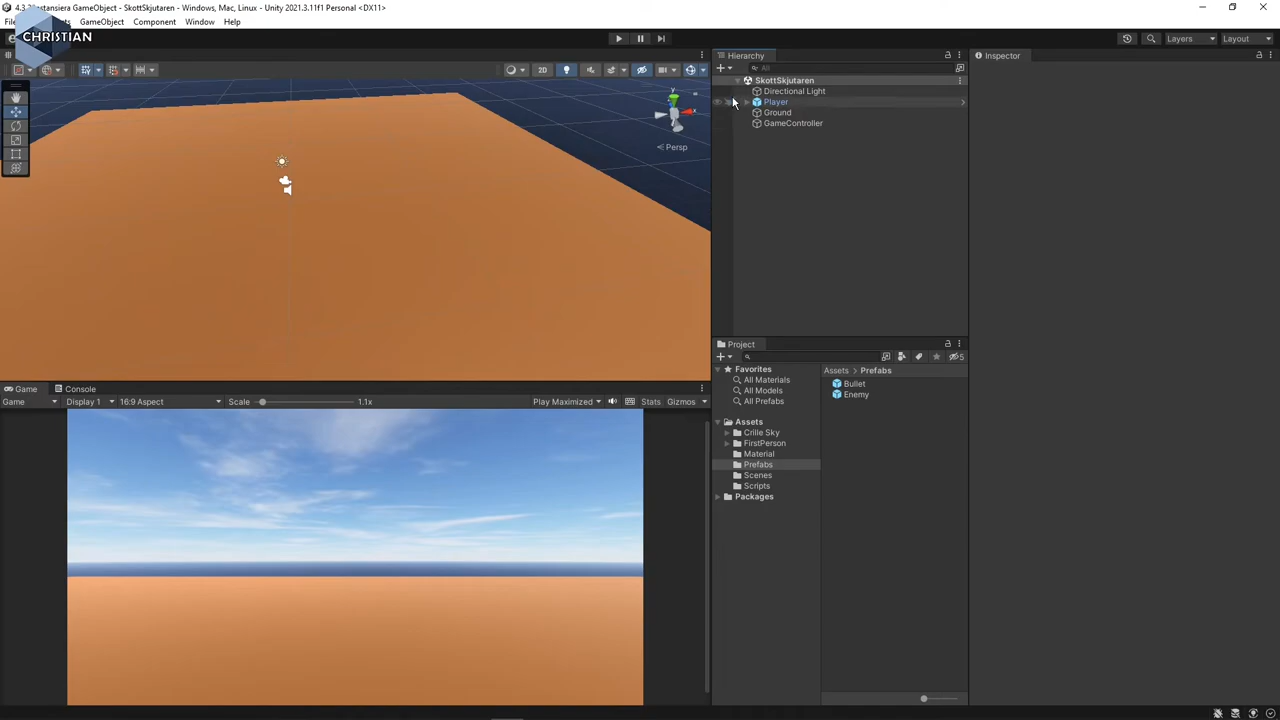 4.3.2 Instansiera GameObject - SkottSkjutaren - Windows, Mac, Linux - Unity 2021.3.11f1 Personal <DX11>
GameObject Component Window Help
CHRISTIAN
Layers Layout
2D
Persp
Hierarchy
All
SkottSkjutaren
Directional Light
Player
Ground
GameController
Inspector
Project
5
Favorites
All Materials
All Models
All Prefabs
Assets
Crilie Sky
FirstPerson
Material
Prefabs
Scenes
Scripts
Packages
Assets > Prefabs
Bullet
Enemy
Game Console
Game Display 1 16:9 Aspect Scale 1.1x Play Maximized Stats Gizmos